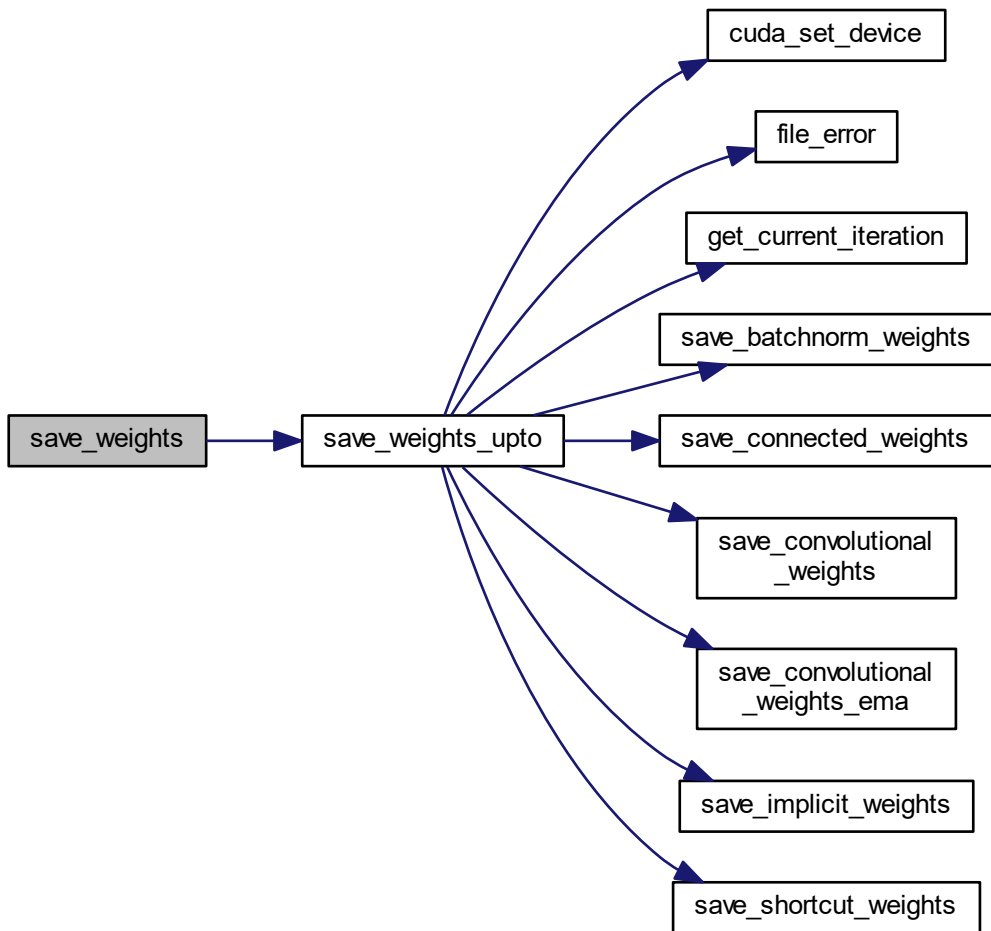 cuda_set_device
file_error
get_current_iteration
save_batchnorm_weights
save_weights
save_weights_upto
save_connected_weights
save_convolutional
_weights
save_convolutional
_weights_ema
save_implicit_weights
save_shortcut_weights